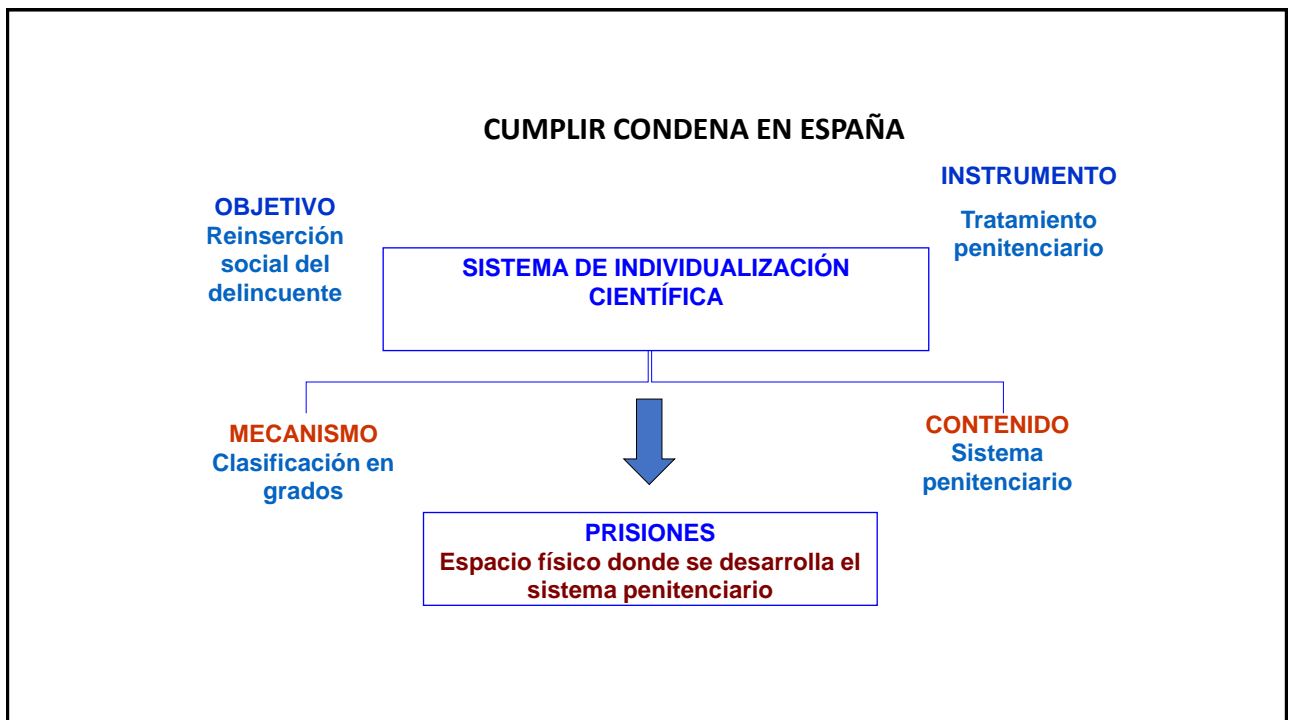 CUMPLIR CONDENA EN ESPAÑA
INSTRUMENTO
Tratamiento
penitenciario
OBJETIVO
Reinserción
social del
delincuente
SISTEMA DE INDIVIDUALIZACIÓN
CIENTÍFICA
MECANISMO
Clasificación en
grados
CONTENIDO
Sistema
penitenciario
PRISIONES
Espacio físico donde se desarrolla el
sistema penitenciario